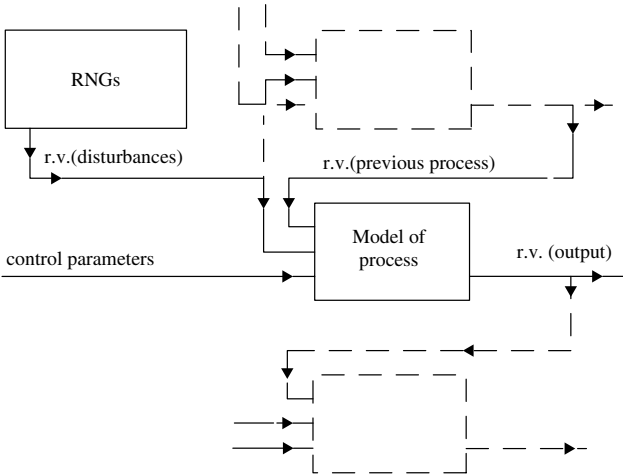 RNGs
r.v.(disturbances)
r.v.(previous process)
Model of
process
r.v. (output)
control parameters